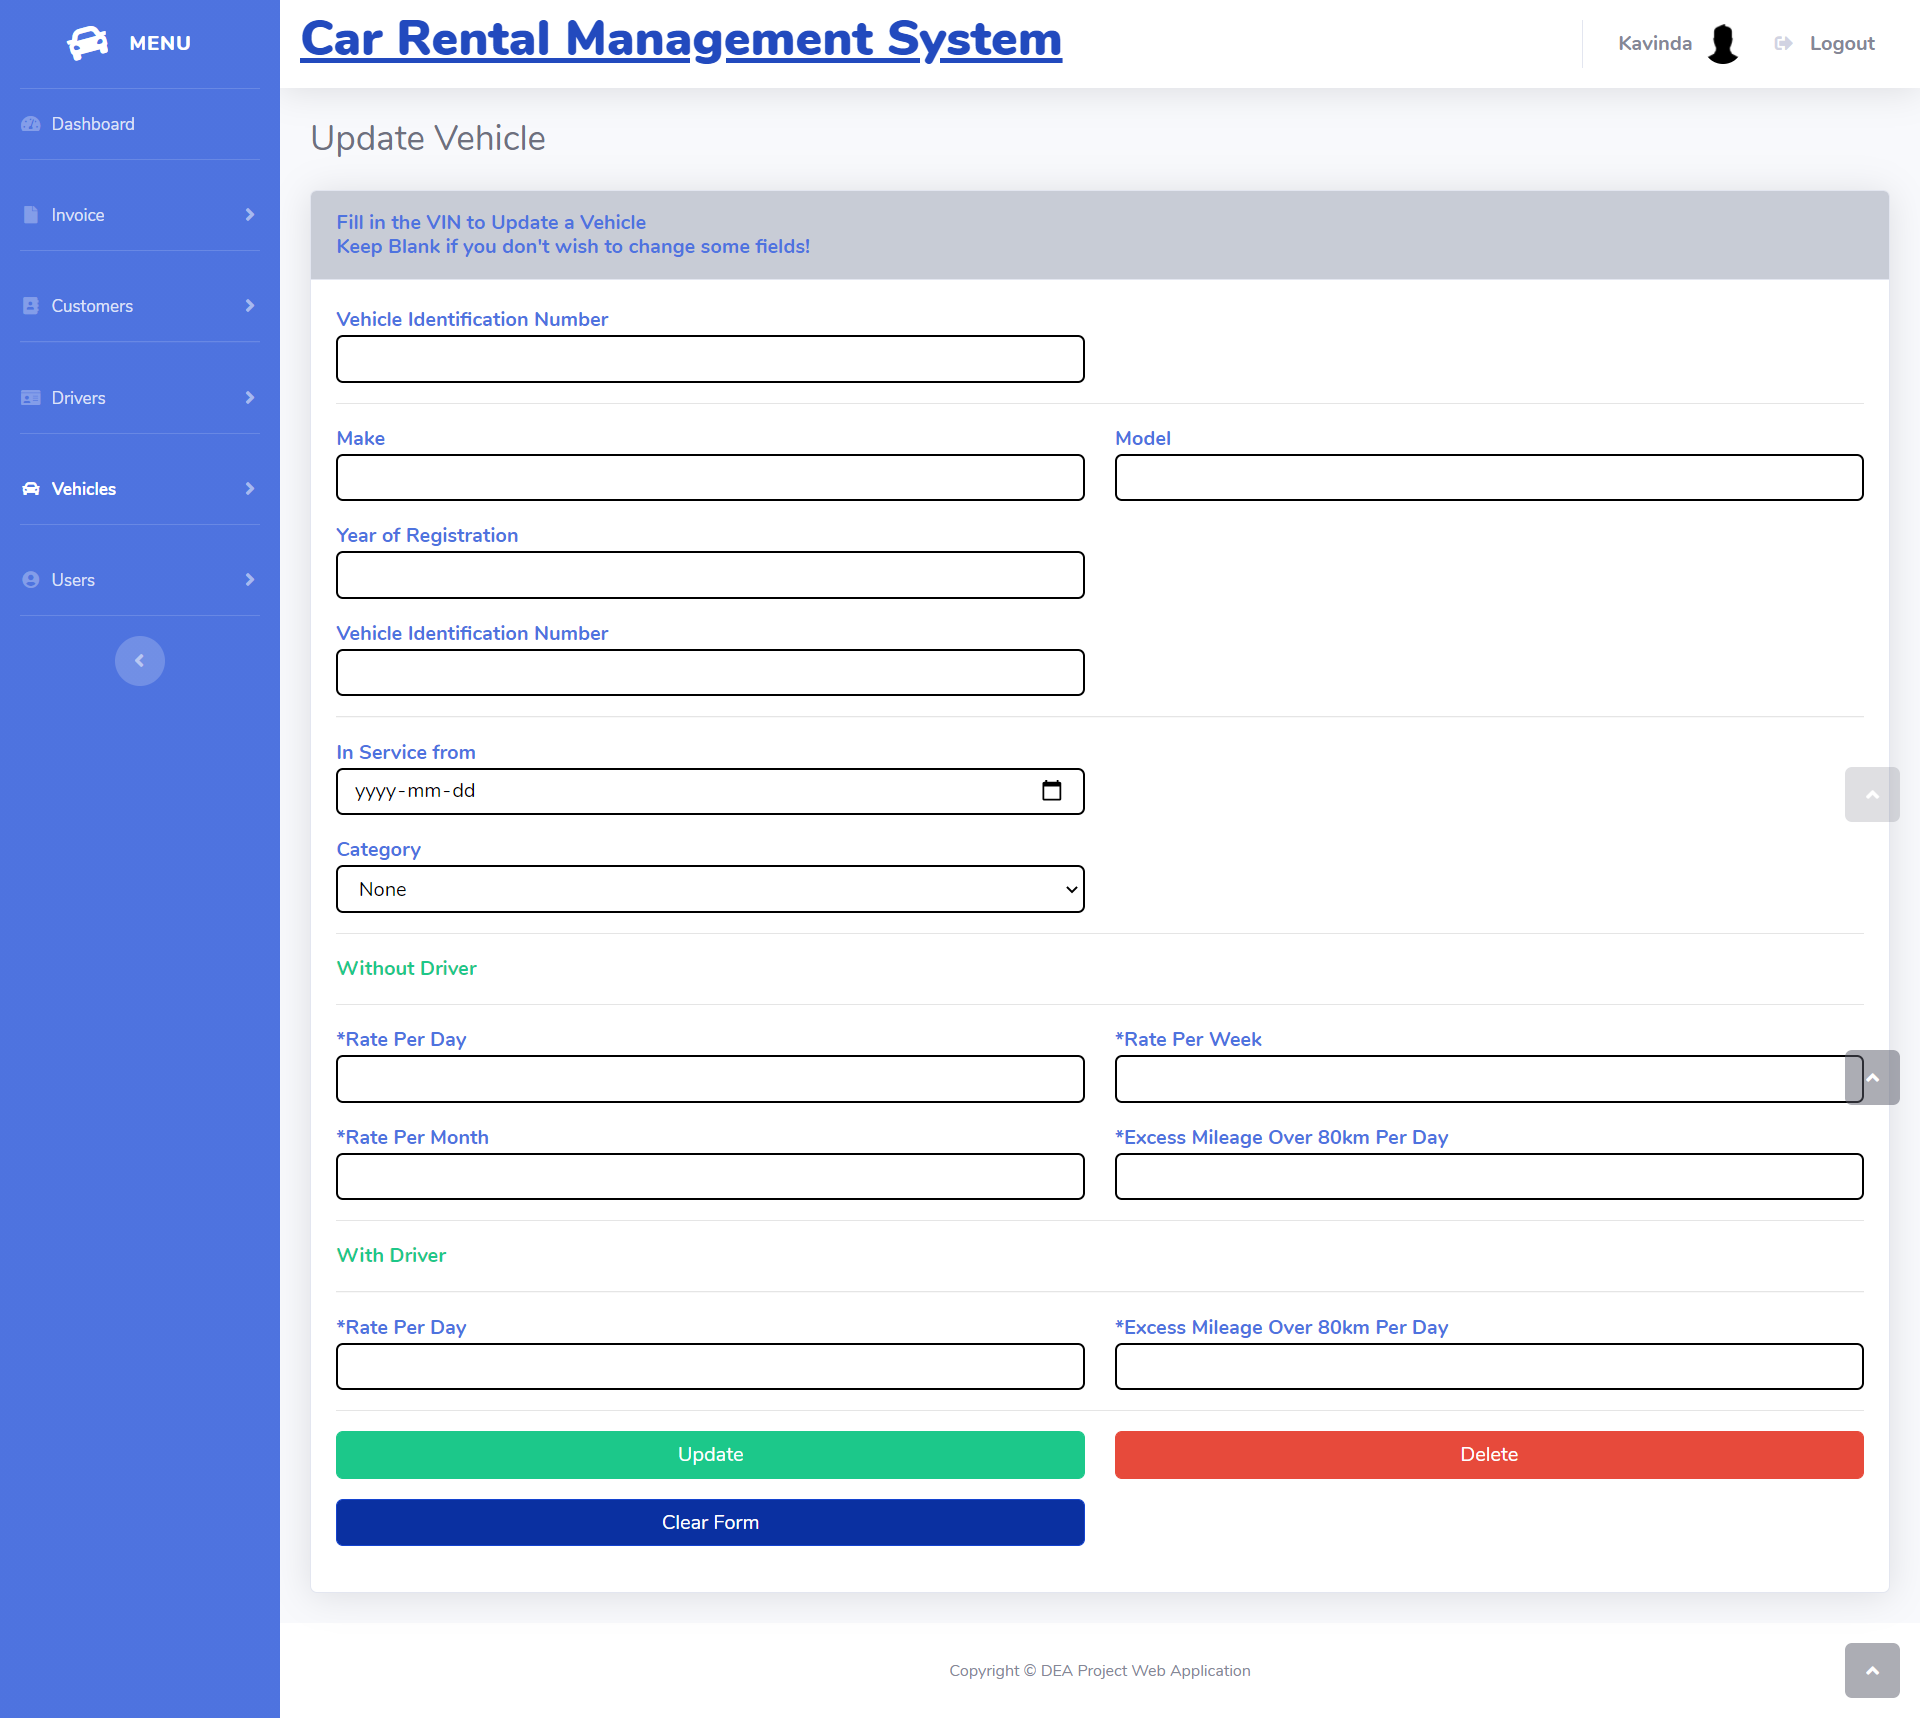 MENU
Dashboard
Invoice
Customers
Drivers
Vehicles
Users
Car Rental Management System
Kavinda
Logout
Update Vehicle
Fill in the VIN to Update a Vehicle
Keep Blank if you don't wish to change some fields!
Vehicle Identification Number
Make
Model
Year of Registration
Vehicle Identification Number
In Service from
yyyy-mm-dd
Category
None
Without Driver
*Rate Per Day
*Rate Per Week
*Rate Per Month
*Excess Mileage Over 80km Per Day
With Driver
*Rate Per Day
*Excess Mileage Over 80km Per Day
Update
Delete
Clear Form
Copyright © DEA Project Web Application